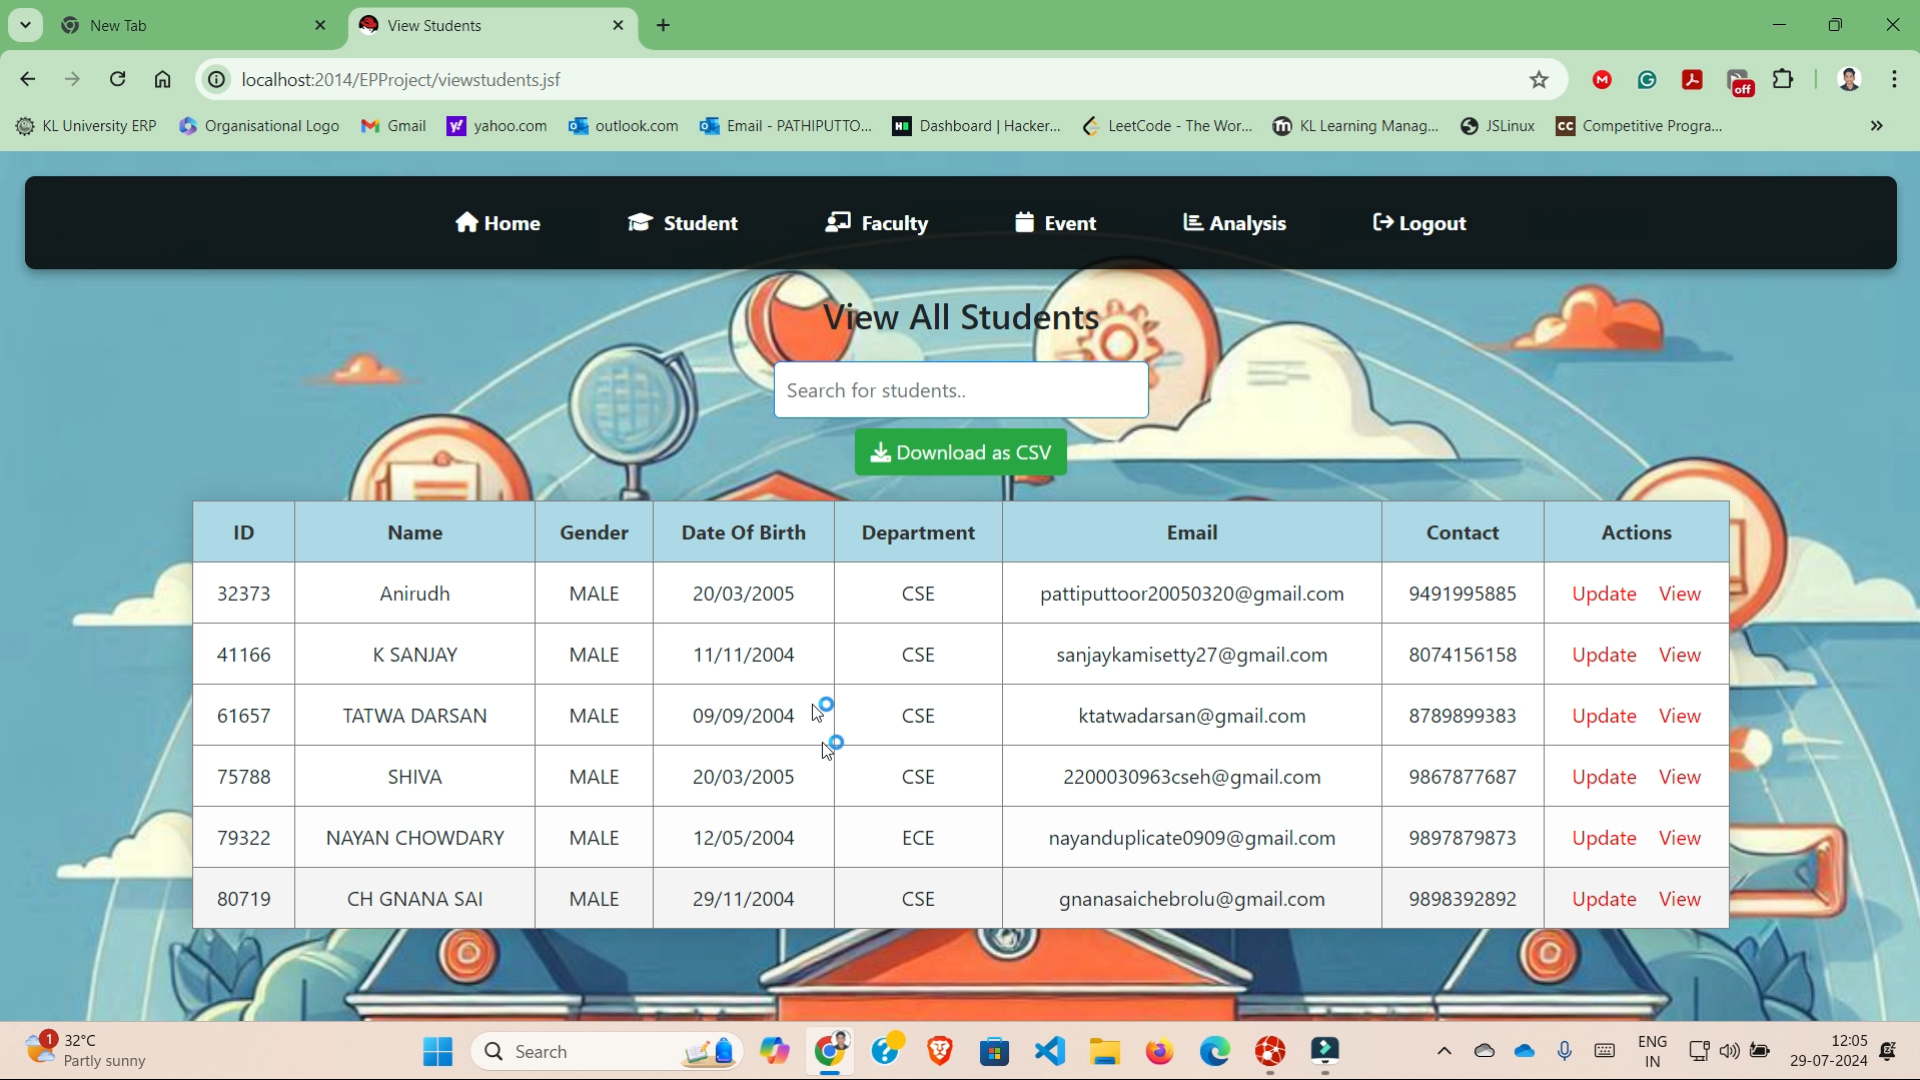 New Tab
View Students
localhost:2014/EPProject/viewstudents.jsf
off
KL University ERP Organisational Logo Gmail yahoo.com outlook.com Email - PATHIPUTTO... Dashboard | Hacker... LeetCode - The Wor... KL Learning Manag... JSLinux Competitive Progra...
Home Student Faculty Event Analysis Logout
View All Students
Search for students..
Download as CSV
ID Name Gender Date Of Birth Department Email Contact Actions
32373 Anirudh MALE 20/03/2005 CSE pattiputtoor20050320@gmail.com 9491995885 Update View
41166 K SANJAY MALE 11/11/2004 CSE sanjaykamisetty27@gmail.com 8074156158 Update View
61657 TATWA DARSAN MALE 09/09/2004 CSE ktatwadarsan@gmail.com 8789899383 Update View
75788 SHIVA MALE 20/03/2005 CSE 2200030963cseh@gmail.com 9867877687 Update View
79322 NAYAN CHOWDARY MALE 12/05/2004 ECE nayanduplicate0909@gmail.com 9897879873 Update View
80719 CH GNANA SAI MALE 29/11/2004 CSE gnanasaichebrolu@gmail.com 9898392892 Update View
1
32°C
Partly sunny
Search
ENG
IN
12:05
29-07-2024